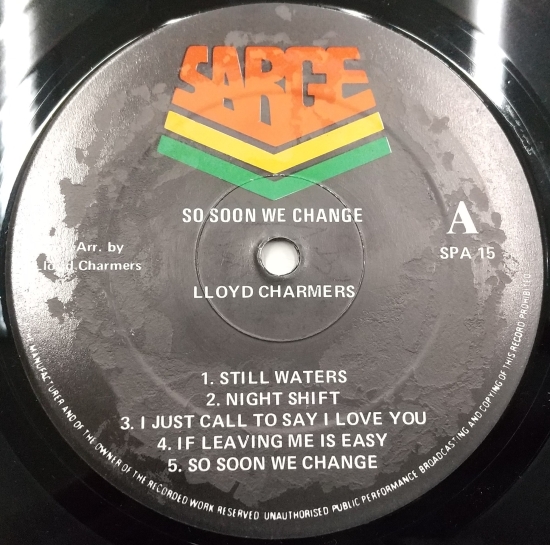 SARGE
SO SOON WE CHANGE
A
SPA 15
Arr. by
Lloyd Charmers
LLOYD CHARMERS
1. STILL WATERS
2. NIGHT SHIFT
3. I JUST CALL TO SAY I LOVE YOU
4. IF LEAVING ME IS EASY
5. SO SOON WE CHANGE
MANUFACTURER AND OF THE OWNER OF THE RECORDED WORK RESERVED UNAUTHORISED PUBLIC PERFORMANCE BROADCASTING AND COPYING OF THIS RECORD PROHIBITED